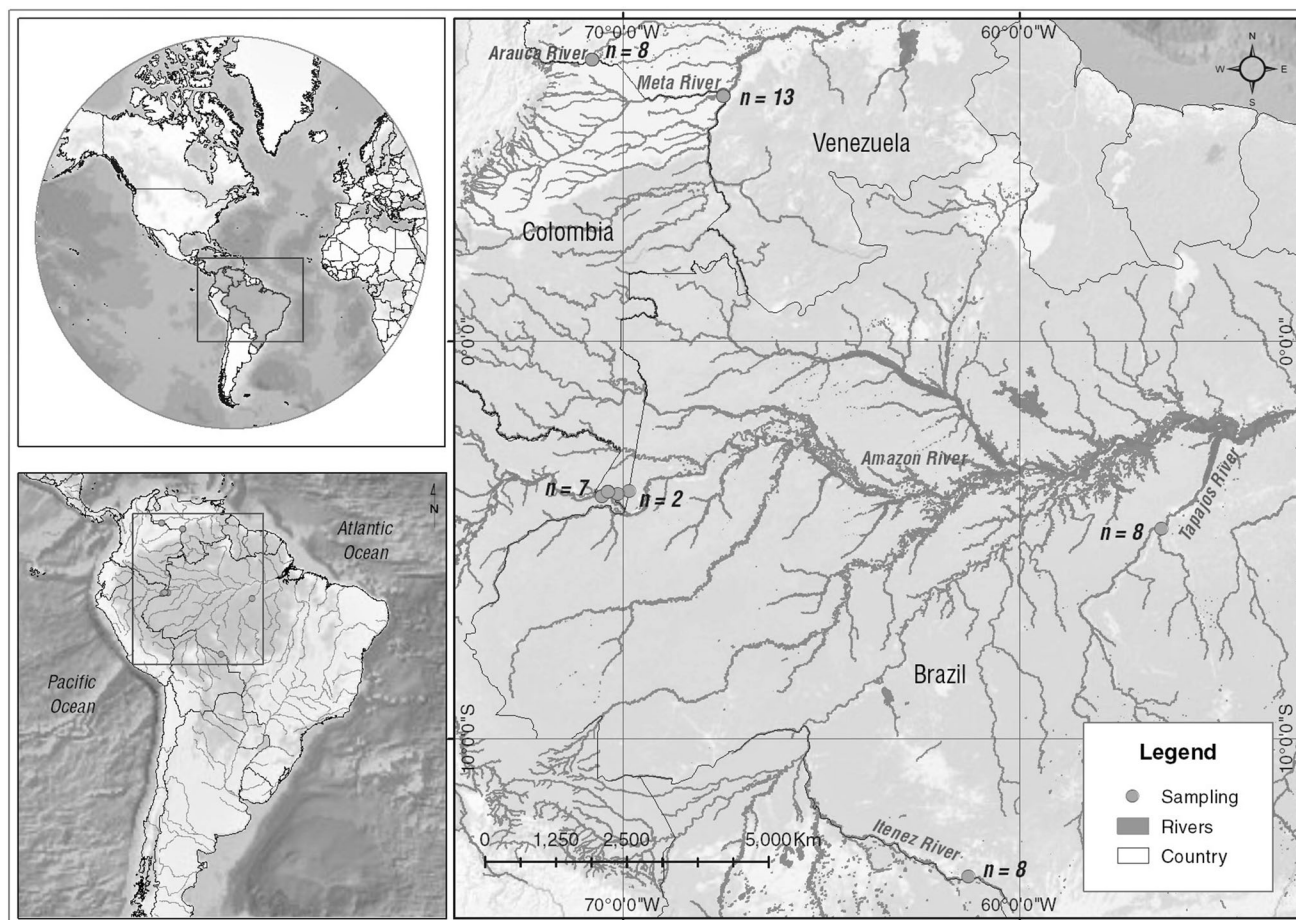 N
Atlantic
Ocean
Pacific
Ocean
70°0'0"W
60°0'0"W
Arauca River
n = 8
Meta River
n = 13
N
W
E
S
Venezuela
Colombia
0°0'0"
0°0'0"
Amazon River
n = 7
n = 2
n = 8
Tapajos River
Brazil
10°0'0"S
10°0'0"S
0
1,250
2,500
5,000
Km
Itenez River
n = 8
70°0'0"W
60°0'0"W
Legend
Sampling
Rivers
Country